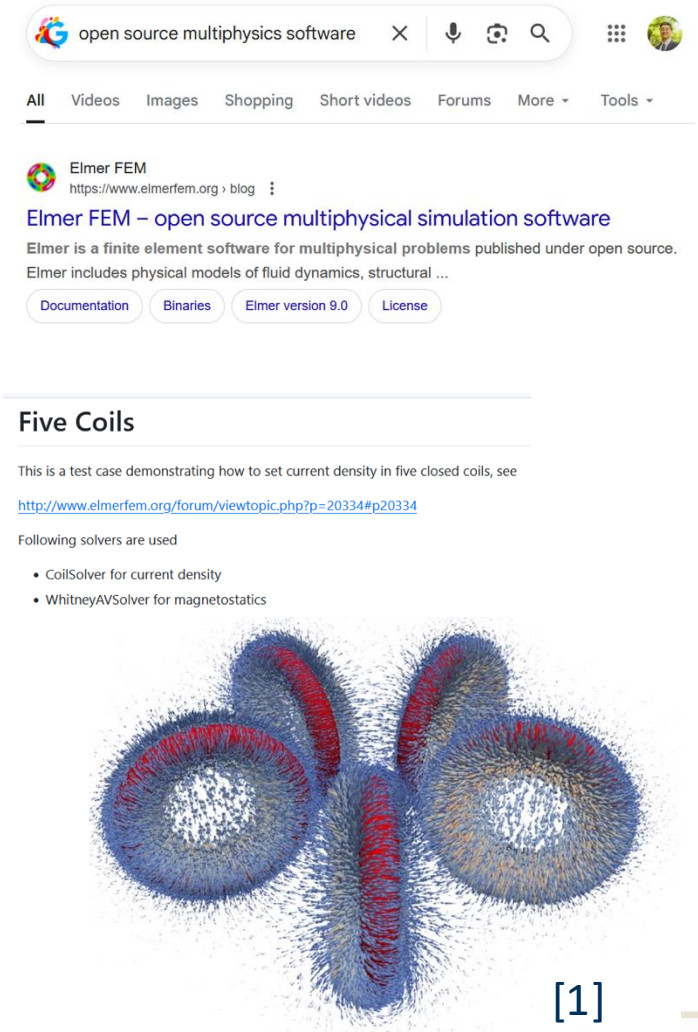 open source multiphysics software
All Videos Images Shopping Short videos Forums More Tools
Elmer FEM
https://www.elmerfem.org › blog
Elmer FEM – open source multiphysical simulation software
Elmer is a finite element software for multiphysical problems published under open source.
Elmer includes physical models of fluid dynamics, structural ...
Documentation Binaries Elmer version 9.0 License
Five Coils
This is a test case demonstrating how to set current density in five closed coils, see
http://www.elmerfem.org/forum/viewtopic.php?p=20334#p20334
Following solvers are used
• CoilSolver for current density
• WhitneyAVSolver for magnetostatics
[1]